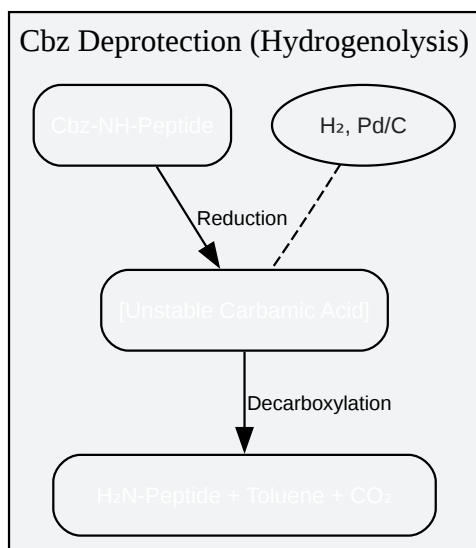 Cbz Deprotection (Hydrogenolysis)
Cbz-NH-Peptide
H₂, Pd/C
Reduction
[Unstable Carbamic Acid]
Decarboxylation
H₂N-Peptide + Toluene + CO₂